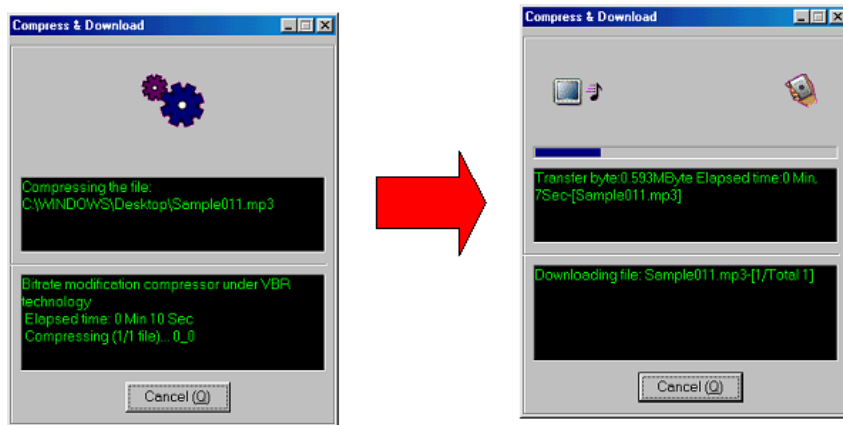 Compress & Download
Compressing the file:
C:\WINDOWS\Desktop\Sample011.mp3
Bitrate modification compressor under VBR
technology
Elapsed time: 0 Min 10 Sec
Compressing (1/1 file)... 0_0
Cancel (Q)
Compress & Download
Transfer byte:0.593MByte Elapsed time:0 Min,
7Sec-[Sample011.mp3]
Downloading file: Sample011.mp3-[1/Total 1]
Cancel (Q)